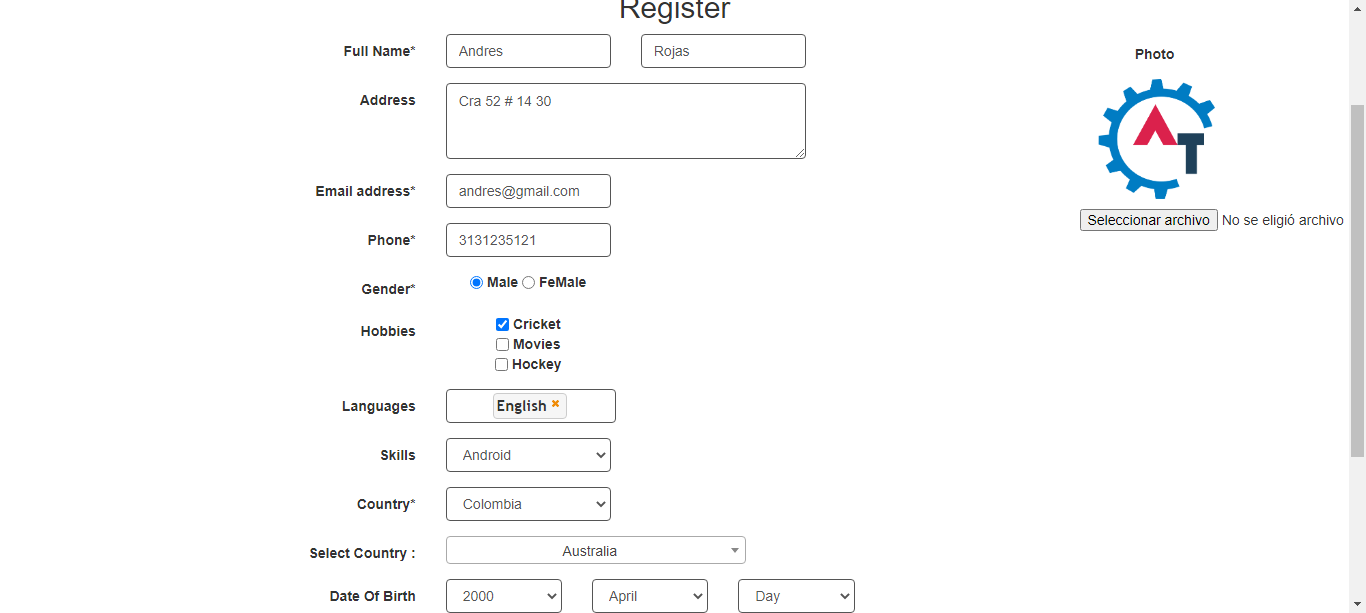 Register
Full Name* Andres Rojas
Photo
Address Cra 52 # 14 30
AT
Email address* andres@gmail.com
Seleccionar archivo No se eligió archivo
Phone* 3131235121
Gender* Male FeMale
Hobbies Cricket
Movies
Hockey
Languages English
Skills Android
Country* Colombia
Select Country : Australia
Date Of Birth 2000 April Day